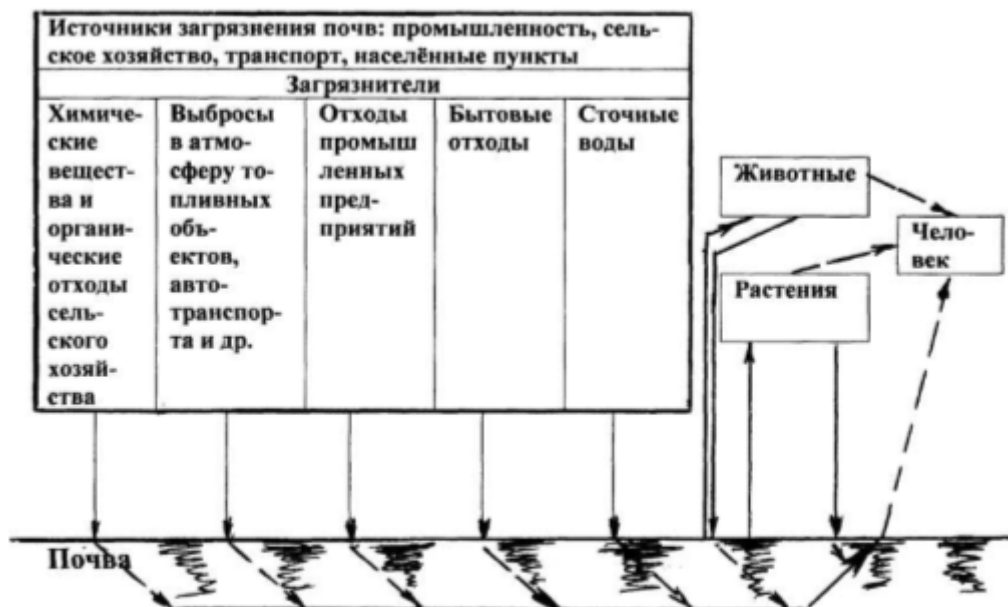 Источники загрязнения почв: промышленность, сель-
ское хозяйство, транспорт, населённые пункты
Загрязнители
Химиче-
ские
вещест-
ва и
органи-
ческие
отходы
сель-
ского
хозяй-
ства
Выбросы
в атмо-
сферу то-
пливных
объ-
ектов,
авто-
транспор-
та и др.
Отходы
промыш
ленных
пред-
приятий
Бытовые
отходы
Сточные
воды
Животные
Чело-
век
Растения
Почва